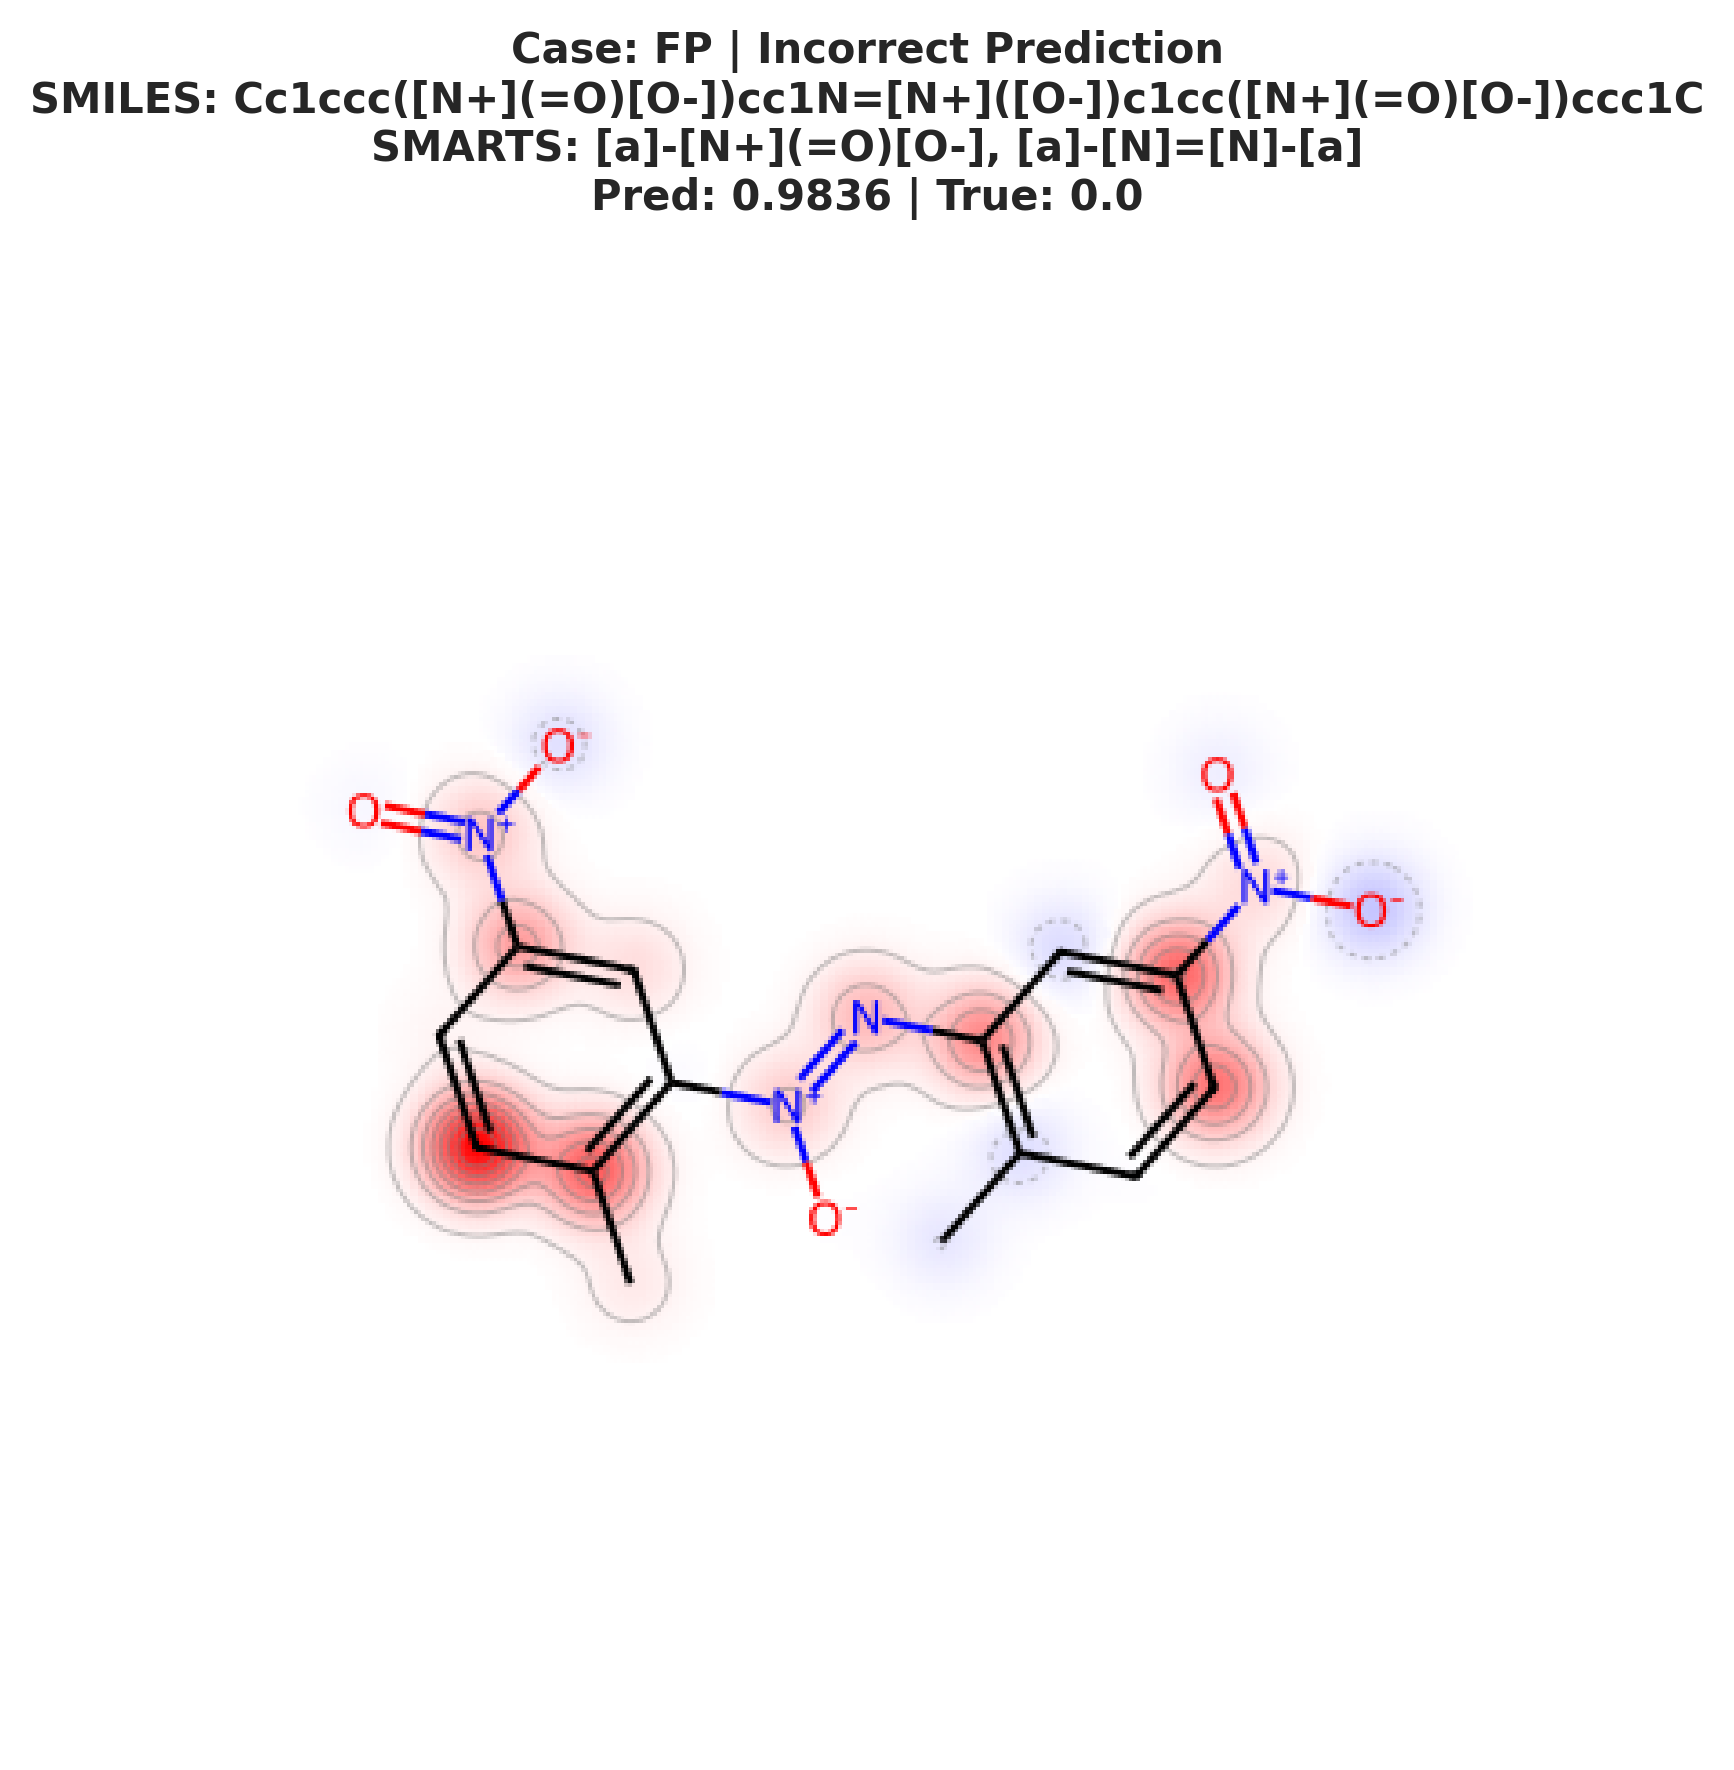 Case: FP | Incorrect Prediction
SMILES: Cc1ccc([N+](=O)[O-])cc1N=[N+]([O-])c1cc([N+](=O)[O-])ccc1C
SMARTS: [a]-[N+](=O)[O-], [a]-[N]=[N]-[a]
Pred: 0.9836 | True: 0.0
O⁻
O
N⁺
O
N⁺
O⁻
N
N⁺
O⁻